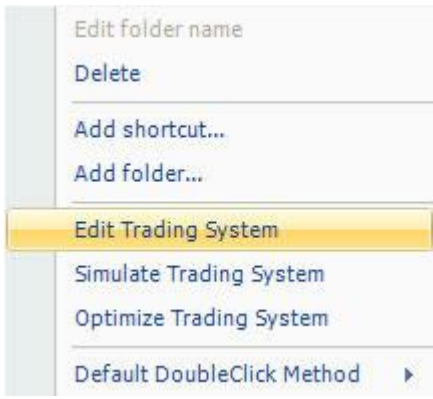 Edit folder name
Delete
Add shortcut...
Add folder...
Edit Trading System
Simulate Trading System
Optimize Trading System
Default DoubleClick Method